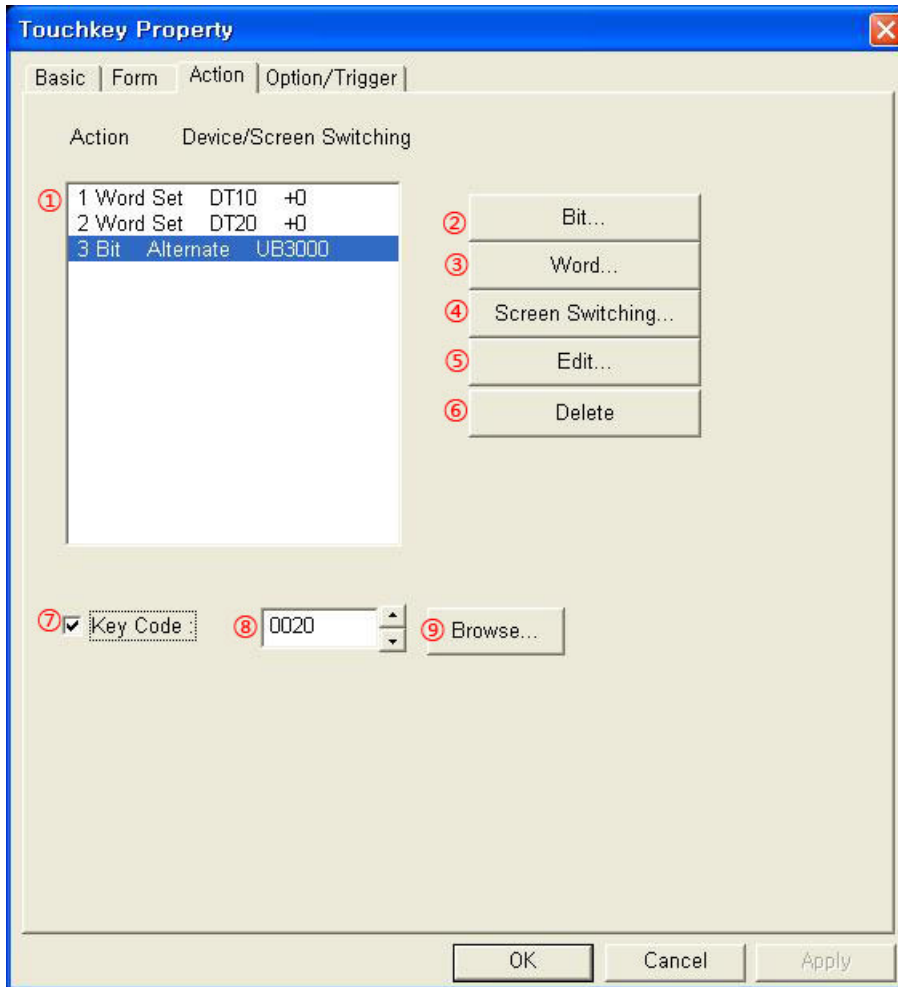 Touchkey Property
Basic Form Action Option/Trigger
Action Device/Screen Switching
① 1 Word Set DT10 +0
2 Word Set DT20 +0
3 Bit Alternate UB3000
② Bit...
③ Word...
④ Screen Switching...
⑤ Edit...
⑥ Delete
⑦ Key Code : ⑧ 0020 ⑨ Browse...
OK Cancel Apply